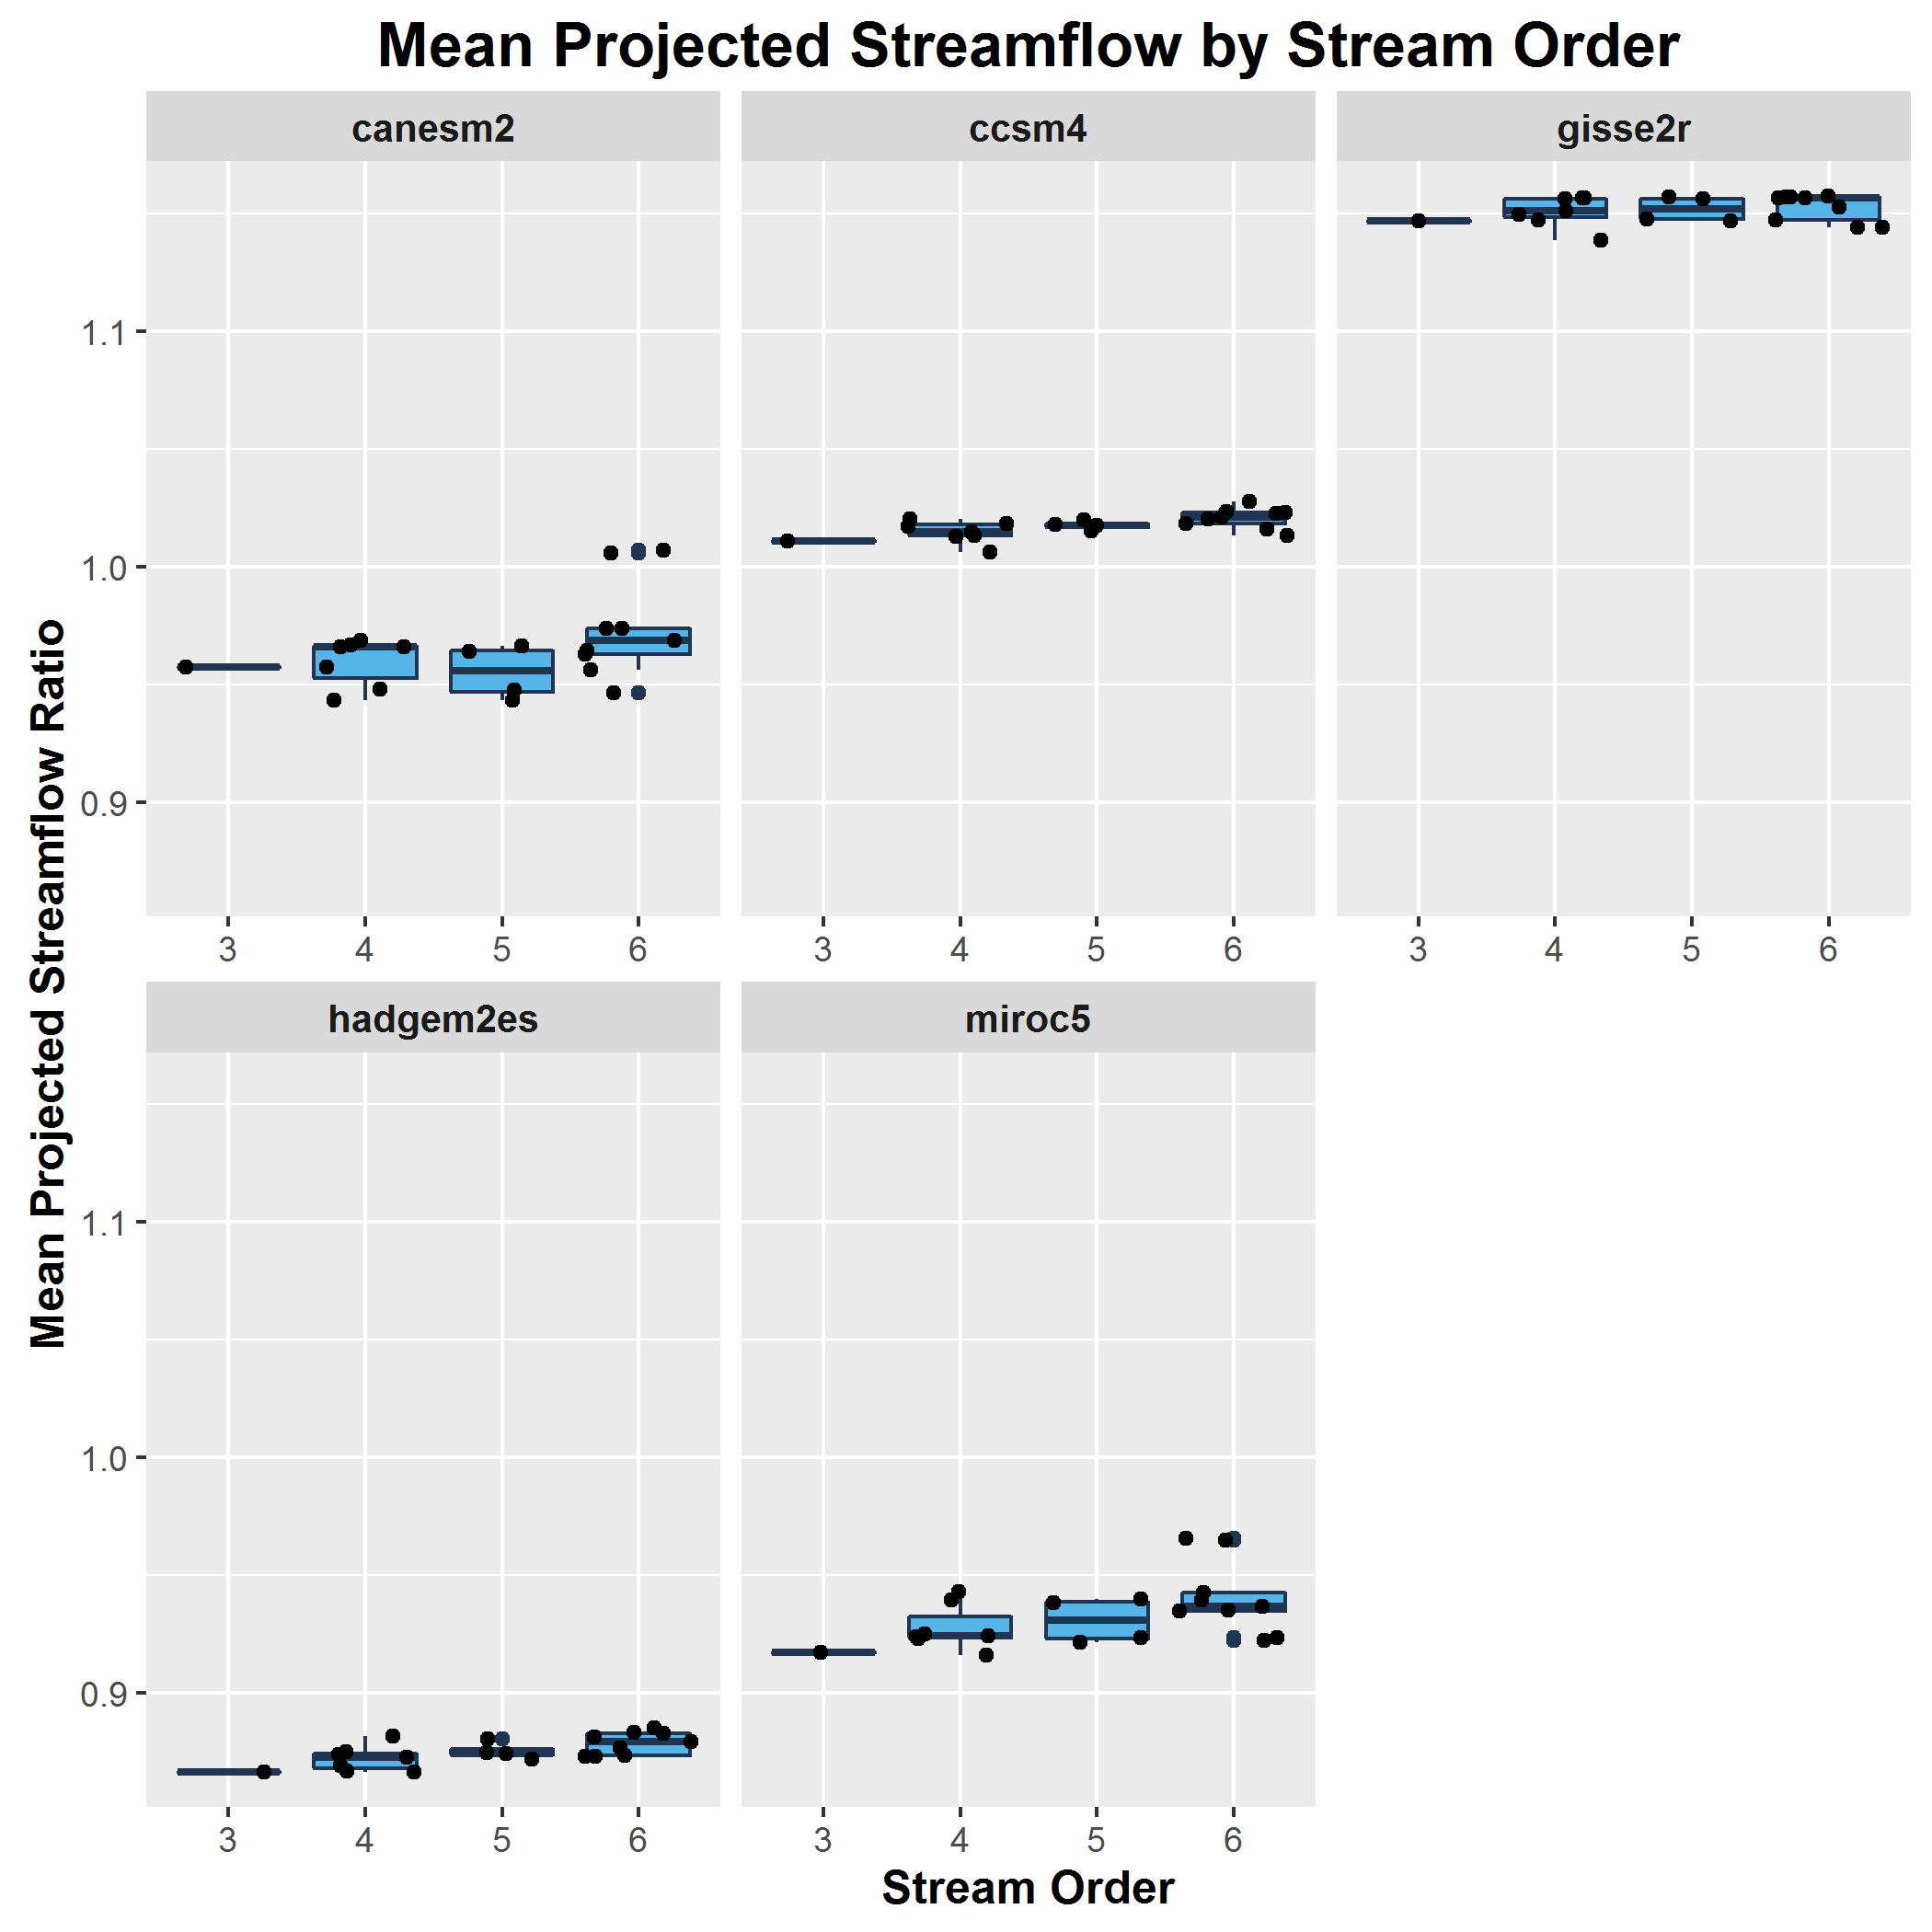 Mean Projected Streamflow by Stream Order
canesm2 ccsm4 gisse2r
1.1
1.0
0.9
3 4 5 6 3 4 5 6 3 4 5 6
Mean Projected Streamflow Ratio
hadgem2es miroc5
1.1
1.0
0.9
3 4 5 6 3 4 5 6
Stream Order